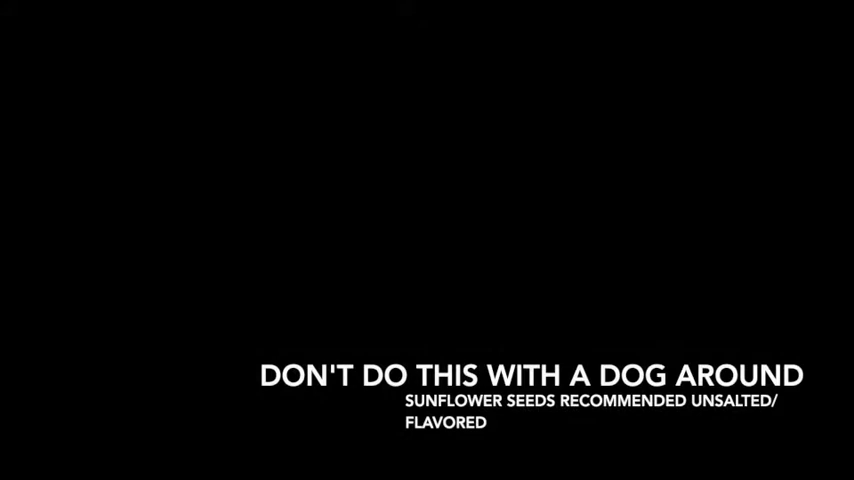 DON'T DO THIS WITH A DOG AROUND
SUNFLOWER SEEDS RECOMMENDED UNSALTED/
FLAVORED